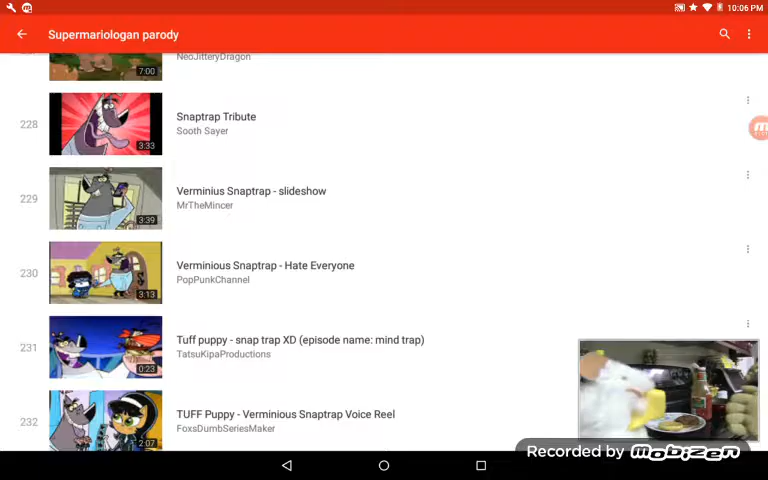 10:06 PM
Supermariologan parody
NeoJitteryDragon
7:00
228
Snaptrap Tribute
Sooth Sayer
3:33
229
Verminius Snaptrap - slideshow
MrTheMincer
3:39
230
Verminious Snaptrap - Hate Everyone
PopPunkChannel
3:13
231
Tuff puppy - snap trap XD (episode name: mind trap)
TatsuKipaProductions
0:23
232
TUFF Puppy - Verminious Snaptrap Voice Reel
FoxsDumbSeriesMaker
2:07
Recorded by mobizen